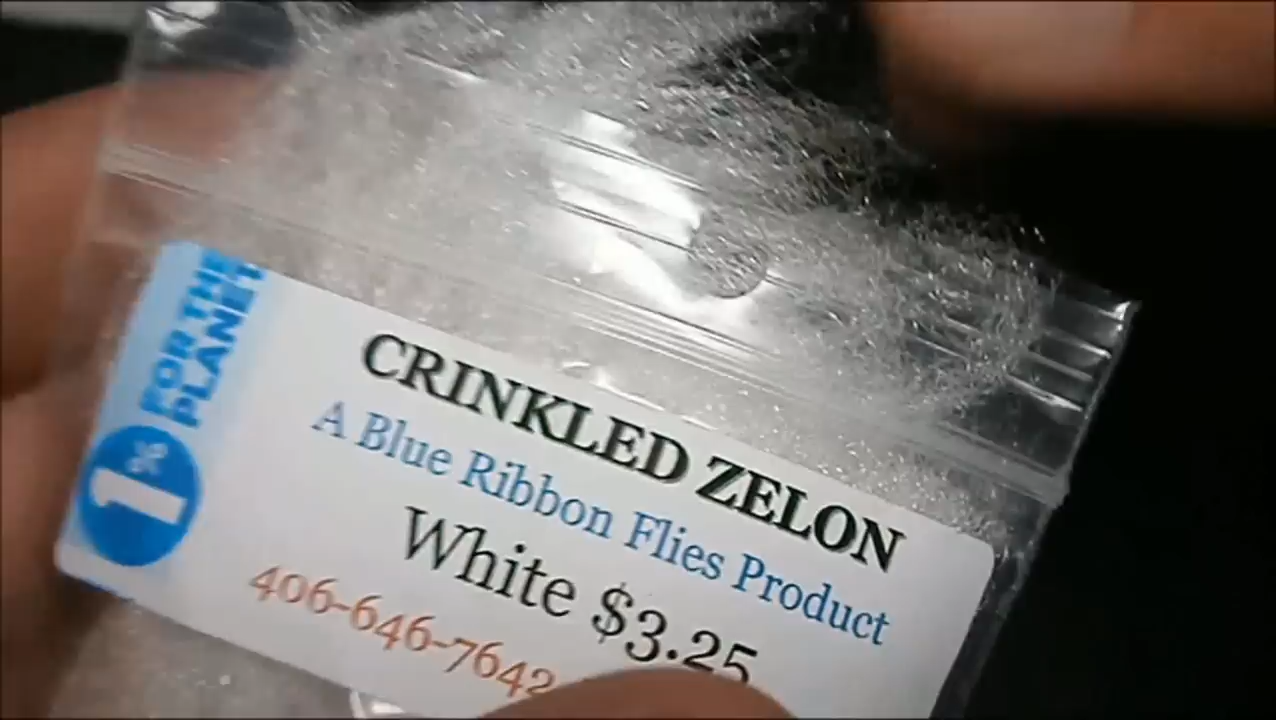 1%
FOR THE
PLANET
CRINKLED ZELON
A Blue Ribbon Flies Product
White $3.25
406-646-7642